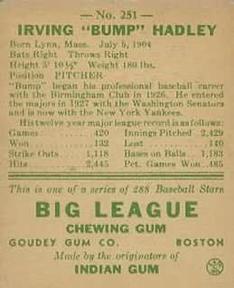 — No. 251 —
IRVING "BUMP" HADLEY
Born Lynn, Mass. July 5, 1904
Bats Right Throws Right
Height 5' 10½" Weight 180 lbs.
Position PITCHER
"Bump" began his professional baseball career
with the Birmingham Club in 1926. He entered
the majors in 1927 with the Washington Senators
and is now with the New York Yankees.
His twelve year major league record is as follows:
Games 420 Innings Pitched 2,429
Won 132 Lost 140
Strike Outs 1,118 Bases on Balls 1,183
Hits 2,445 Pct. Games Won .485
This is one of a series of 288 Baseball Stars
BIG LEAGUE
CHEWING GUM
GOUDEY GUM CO. BOSTON
Made by the originators of
INDIAN GUM